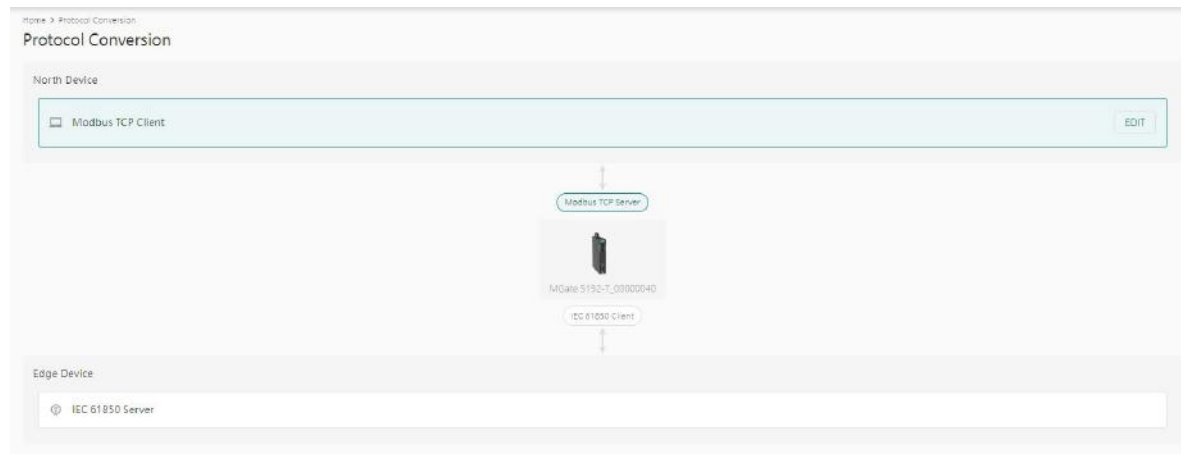 Home > Protocol Conversion
Protocol Conversion
North Device
Modbus TCP Client
EDIT
Modbus TCP Server
MGate 5192-T_00000040
IEC 61850 Client
Edge Device
IEC 61850 Server